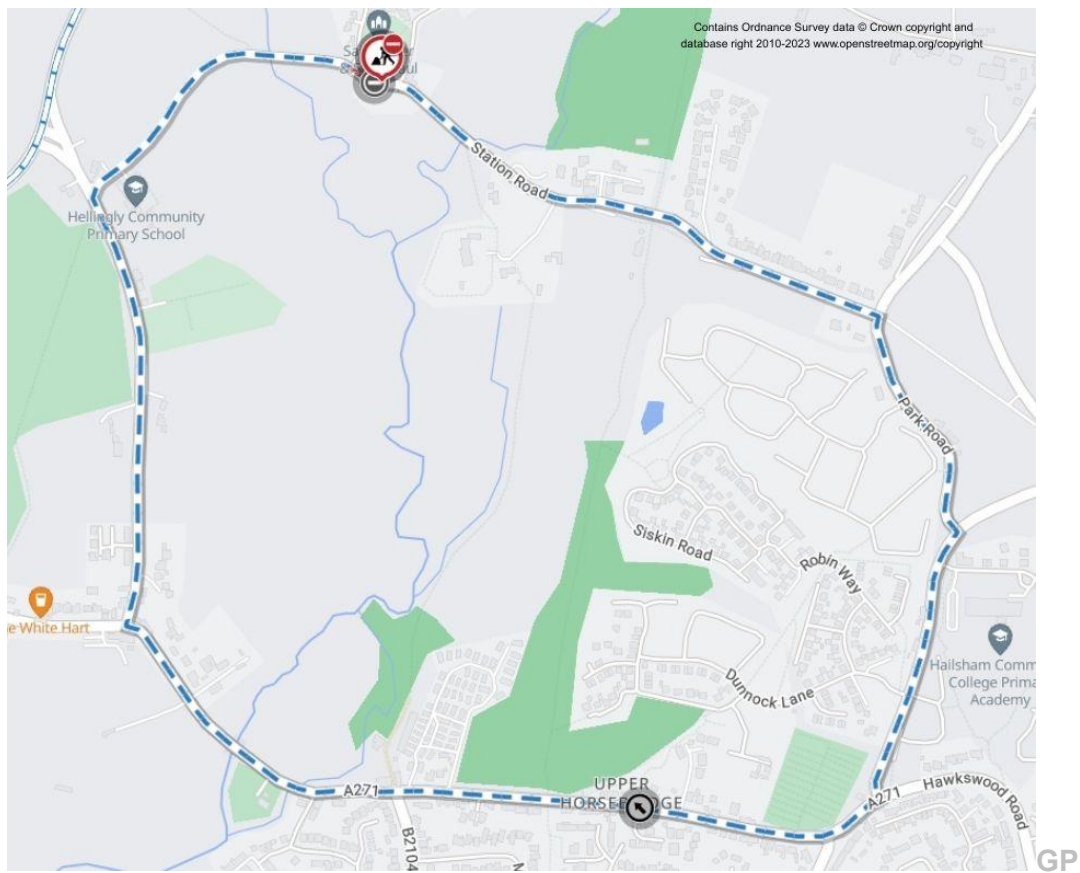 Contains Ordnance Survey data © Crown copyright and
database right 2010-2023 www.openstreetmap.org/copyright
Station Road
Hellingly Community
Primary School
Park Road
Siskin Road
Robin Way
e White Hart
Hailsham Comm
College Prima
Academy
Dunnock Lane
UPPER
A271
A271
Hawkswood Road
B2104
GP